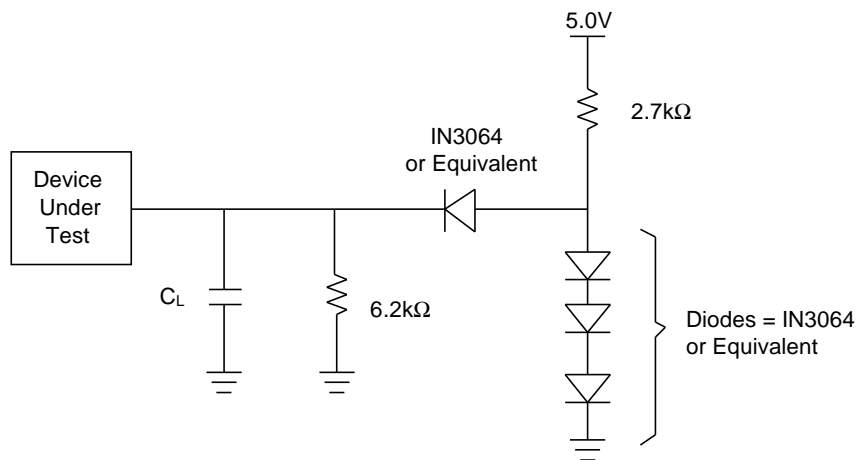 5.0V
2.7kΩ
IN3064
or Equivalent
Device
Under
Test
CL
6.2kΩ
Diodes = IN3064
or Equivalent